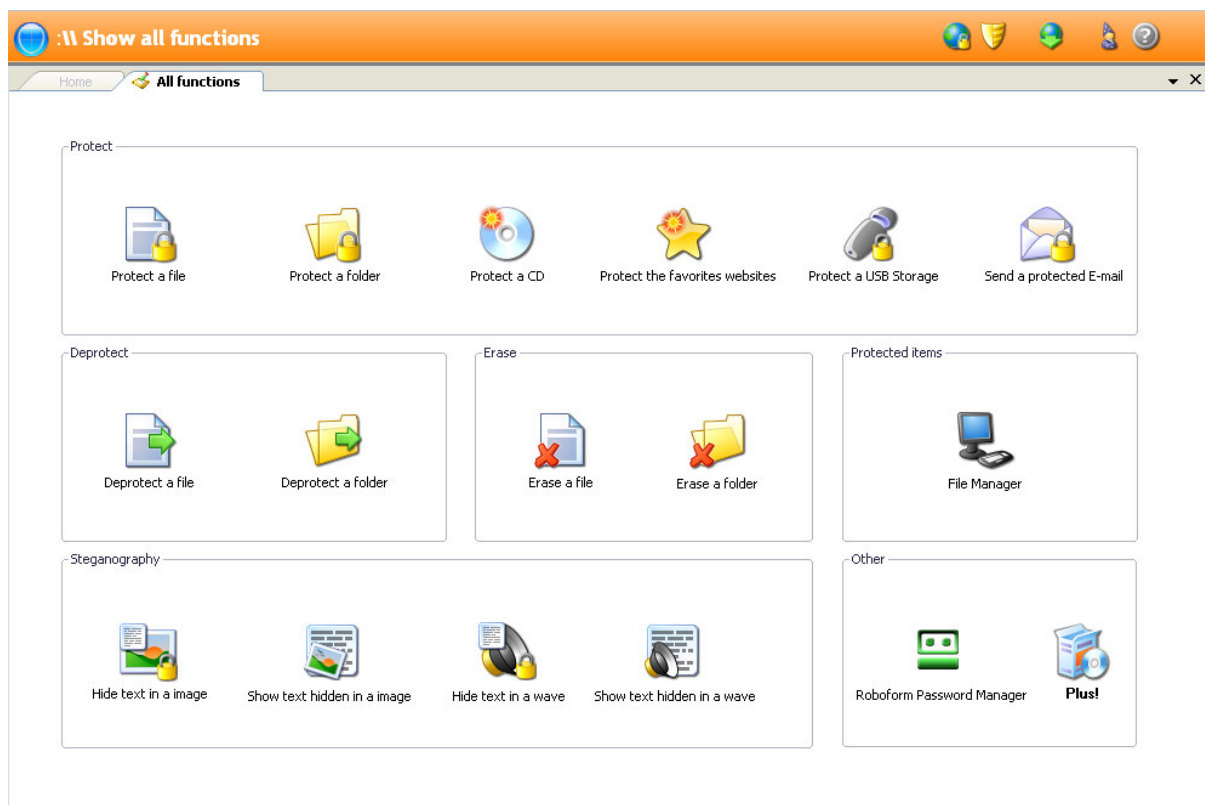 :\\ Show all functions
Home
All functions
Protect
Protect a file
Protect a folder
Protect a CD
Protect the favorites websites
Protect a USB Storage
Send a protected E-mail
Deprotect
Erase
Protected items
Deprotect a file
Deprotect a folder
Erase a file
Erase a folder
File Manager
Steganography
Other
Hide text in a image
Show text hidden in a image
Hide text in a wave
Show text hidden in a wave
Roboform Password Manager
Plus!